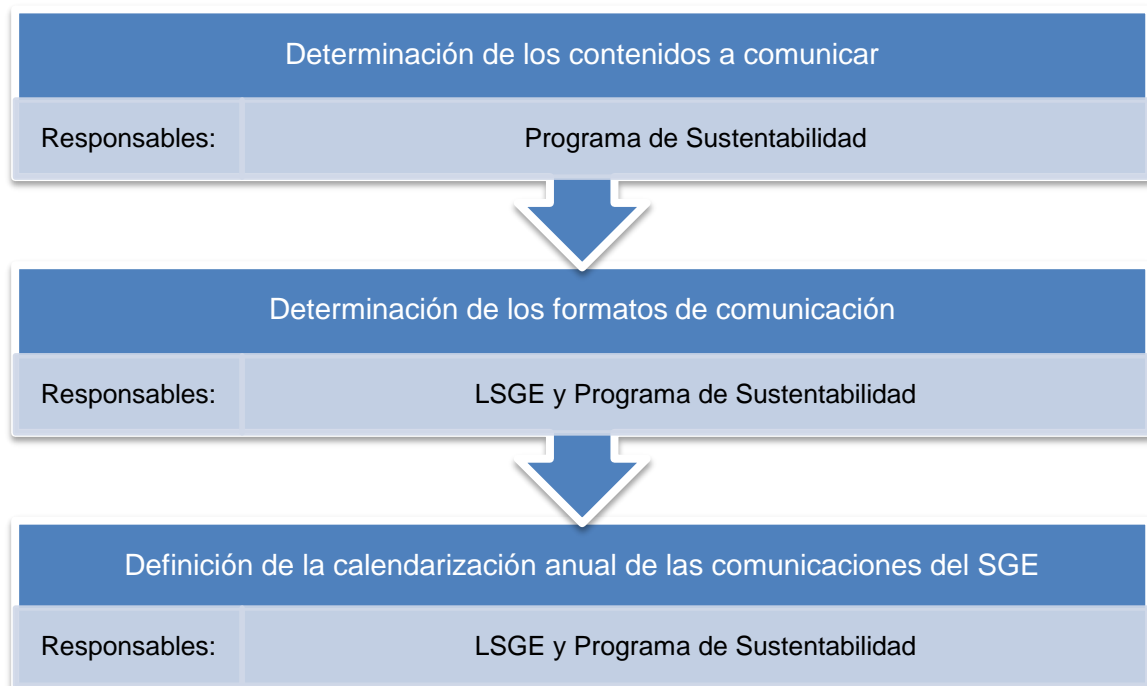 Determinación de los contenidos a comunicar
Responsables: Programa de Sustentabilidad
Determinación de los formatos de comunicación
Responsables: LSGE y Programa de Sustentabilidad
Definición de la calendarización anual de las comunicaciones del SGE
Responsables: LSGE y Programa de Sustentabilidad